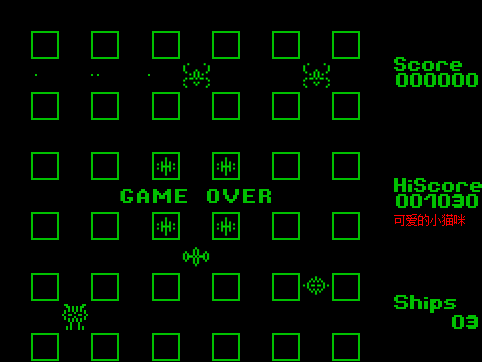 Score
000000
GAME OVER
HiScore
001030
可爱的小猫咪
Ships
03